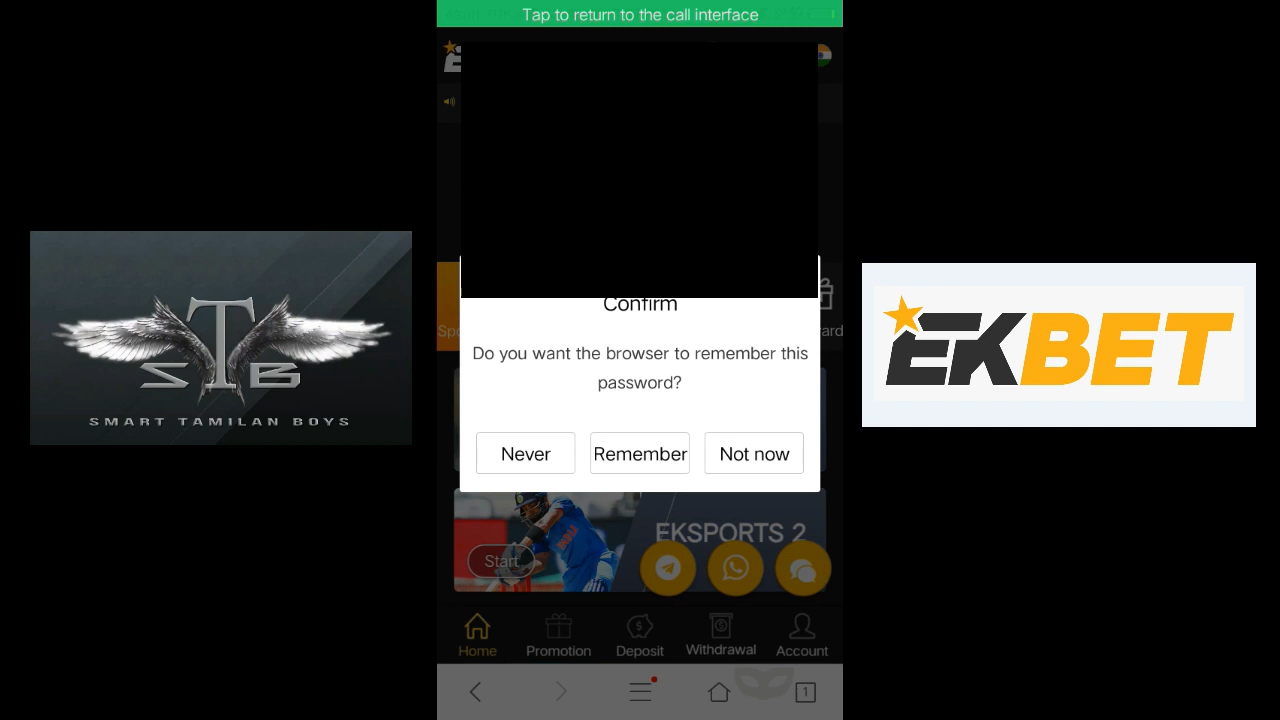 Tap to return to the call interface
Confirm
Do you want the browser to remember this
password?
Never
Remember
Not now
STB
SMART TAMILAN BOYS
EKBET
EKSPORTS 2
Start
Home
Promotion
Deposit
Withdrawal
Account
1